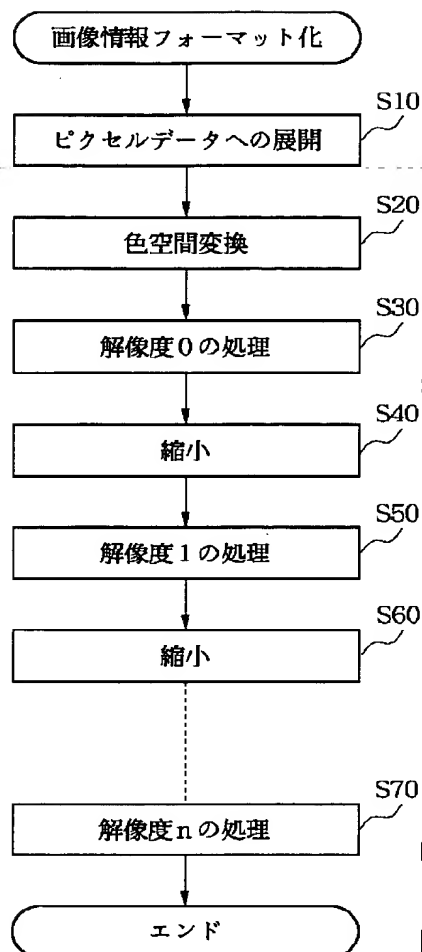 画像情報フォーマット化
S10
ピクセルデータへの展開
S20
色空間変換
S30
解像度0の処理
S40
縮小
S50
解像度1の処理
S60
縮小
S70
解像度nの処理
エンド